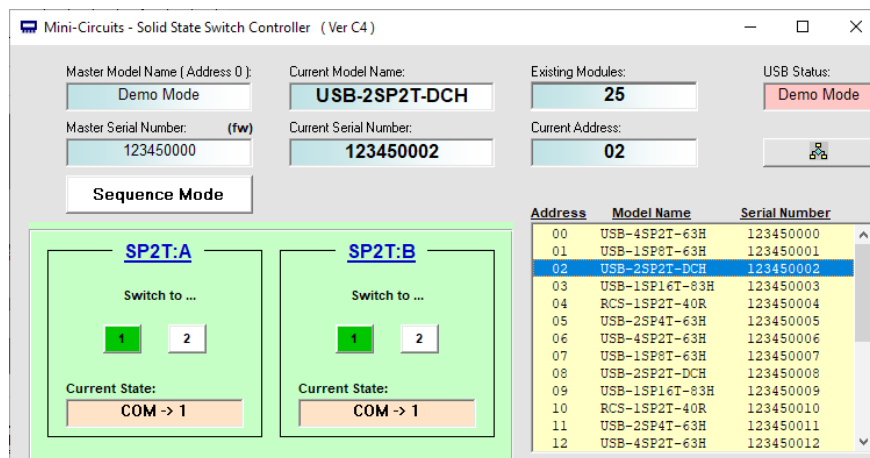 Mini-Circuits - Solid State Switch Controller ( Ver C4 )
Master Model Name ( Address 0 ): Current Model Name: Existing Modules: USB Status:
Demo Mode USB-2SP2T-DCH 25 Demo Mode
Master Serial Number: (fw) Current Serial Number: Current Address:
123450000 123450002 02
Sequence Mode
Address Model Name Serial Number
00 USB-4SP2T-63H 123450000
01 USB-1SP8T-63H 123450001
02 USB-2SP2T-DCH 123450002
03 USB-1SP16T-83H 123450003
04 RCS-1SP2T-40R 123450004
05 USB-2SP4T-63H 123450005
06 USB-4SP2T-63H 123450006
07 USB-1SP8T-63H 123450007
08 USB-2SP2T-DCH 123450008
09 USB-1SP16T-83H 123450009
10 RCS-1SP2T-40R 123450010
11 USB-2SP4T-63H 123450011
12 USB-4SP2T-63H 123450012
SP2T:A
Switch to ...
1 2
Current State:
COM -> 1
SP2T:B
Switch to ...
1 2
Current State:
COM -> 1